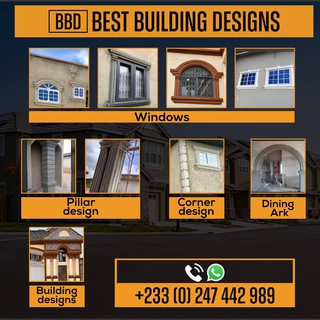 BBD BEST BUILDING DESIGNS
Windows
Pillar
design
Corner
design
Dining
Ark
Building
designs
+233 (0) 247 442 989